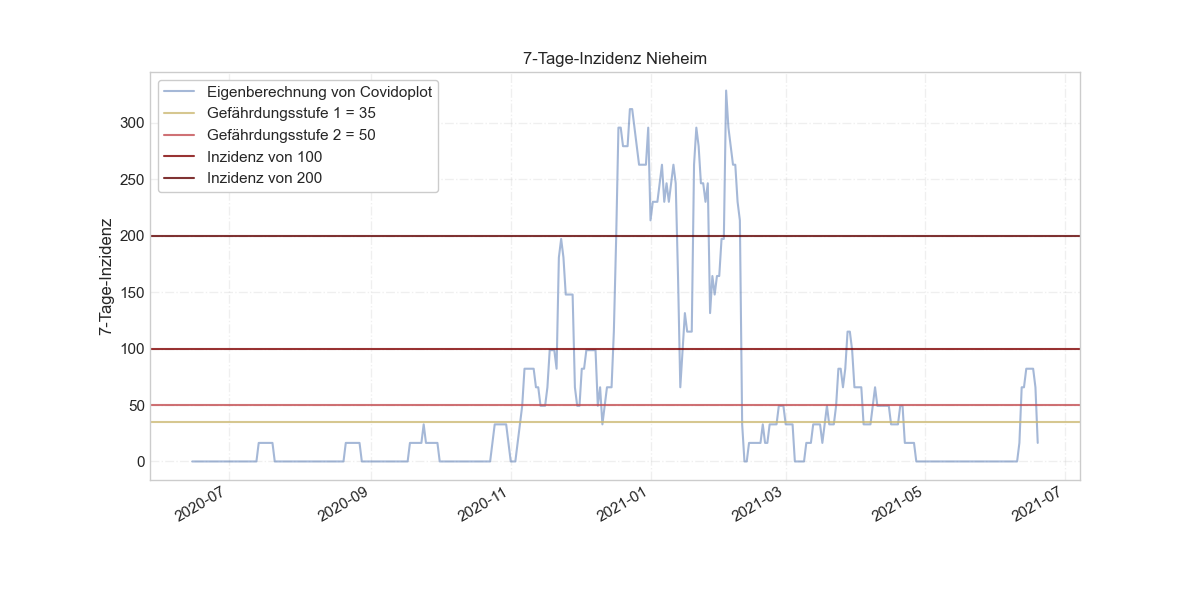 7-Tage-Inzidenz Nieheim
Eigenberechnung von Covidoplot
Gefährdungsstufe 1 = 35
Gefährdungsstufe 2 = 50
Inzidenz von 100
Inzidenz von 200
7-Tage-Inzidenz
300
250
200
150
100
50
0
2020-07
2020-09
2020-11
2021-01
2021-03
2021-05
2021-07